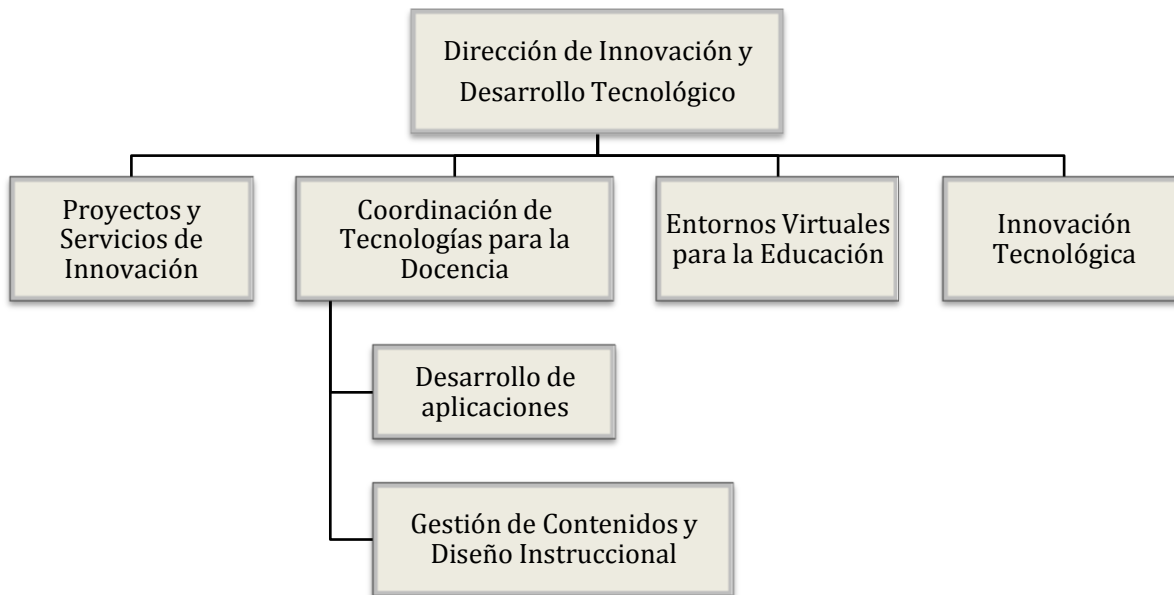 Dirección de Innovación y
Desarrollo Tecnológico
Proyectos y
Servicios de
Innovación
Coordinación de
Tecnologías para la
Docencia
Entornos Virtuales
para la Educación
Innovación
Tecnológica
Desarrollo de
aplicaciones
Gestión de Contenidos y
Diseño Instruccional